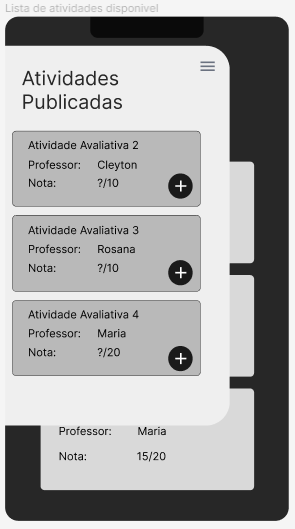 Lista de atividades disponivel
Atividades
Publicadas
Atividade Avaliativa 2
Professor: Cleyton
Nota: ?/10
Atividade Avaliativa 3
Professor: Rosana
Nota: ?/10
Atividade Avaliativa 4
Professor: Maria
Nota: ?/20
Professor: Maria
Nota: 15/20